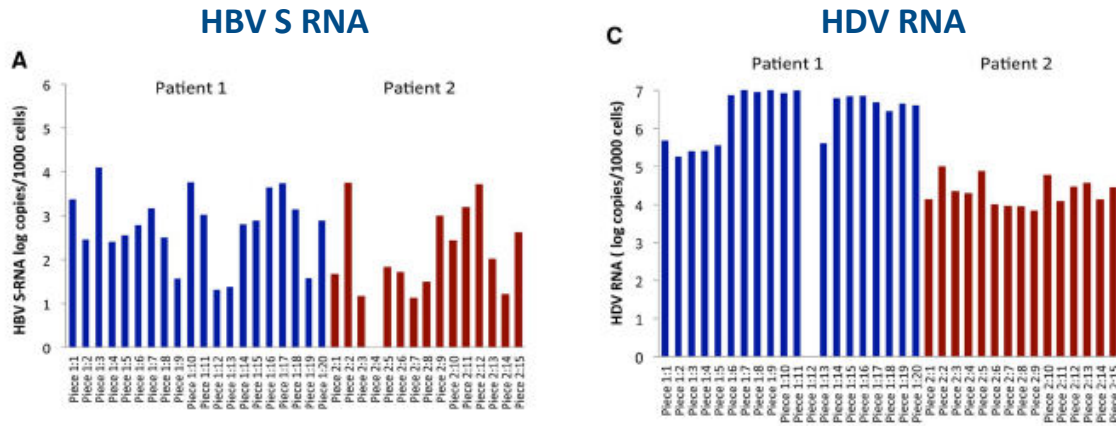 HBV S RNA
HDV RNA
A
C
Patient 1
Patient 2
HBV S-RNA log copies/1000 cells)
6
5
4
3
2
1
0
Piece 1:1
Piece 1:2
Piece 1:3
Piece 1:4
Piece 1:5
Piece 1:6
Piece 1:7
Piece 1:8
Piece 1:9
Piece 1:10
Piece 1:11
Piece 1:12
Piece 1:13
Piece 1:14
Piece 1:15
Piece 1:16
Piece 1:17
Piece 1:18
Piece 1:19
Piece 1:20
Piece 2:1
Piece 2:2
Piece 2:3
Piece 2:4
Piece 2:5
Piece 2:6
Piece 2:7
Piece 2:8
Piece 2:9
Piece 2:10
Piece 2:11
Piece 2:12
Piece 2:13
Piece 2:14
Piece 2:15
Patient 1
Patient 2
HDV RNA ( log copies/1000 cells)
7
6
5
4
3
2
1
0
Piece 1:1
Piece 1:2
Piece 1:3
Piece 1:4
Piece 1:5
Piece 1:6
Piece 1:7
Piece 1:8
Piece 1:9
Piece 1:10
Piece 1:11
Piece 1:12
Piece 1:13
Piece 1:14
Piece 1:15
Piece 1:16
Piece 1:17
Piece 1:18
Piece 1:19
Piece 1:20
Piece 2:1
Piece 2:2
Piece 2:3
Piece 2:4
Piece 2:5
Piece 2:6
Piece 2:7
Piece 2:8
Piece 2:9
Piece 2:10
Piece 2:11
Piece 2:12
Piece 2:13
Piece 2:14
Piece 2:15